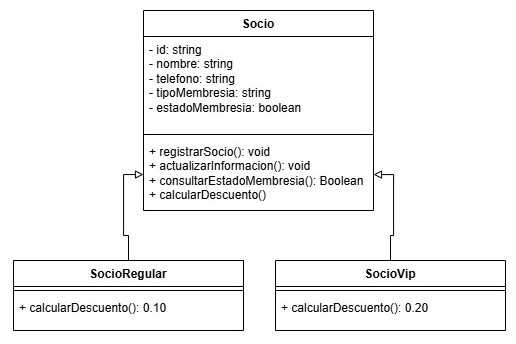 Socio
- id: string
- nombre: string
- telefono: string
- tipoMembresia: string
- estadoMembresia: boolean
+ registrarSocio(): void
+ actualizarInformacion(): void
+ consultarEstadoMembresia(): Boolean
+ calcularDescuento()
SocioRegular
+ calcularDescuento(): 0.10
SocioVip
+ calcularDescuento(): 0.20